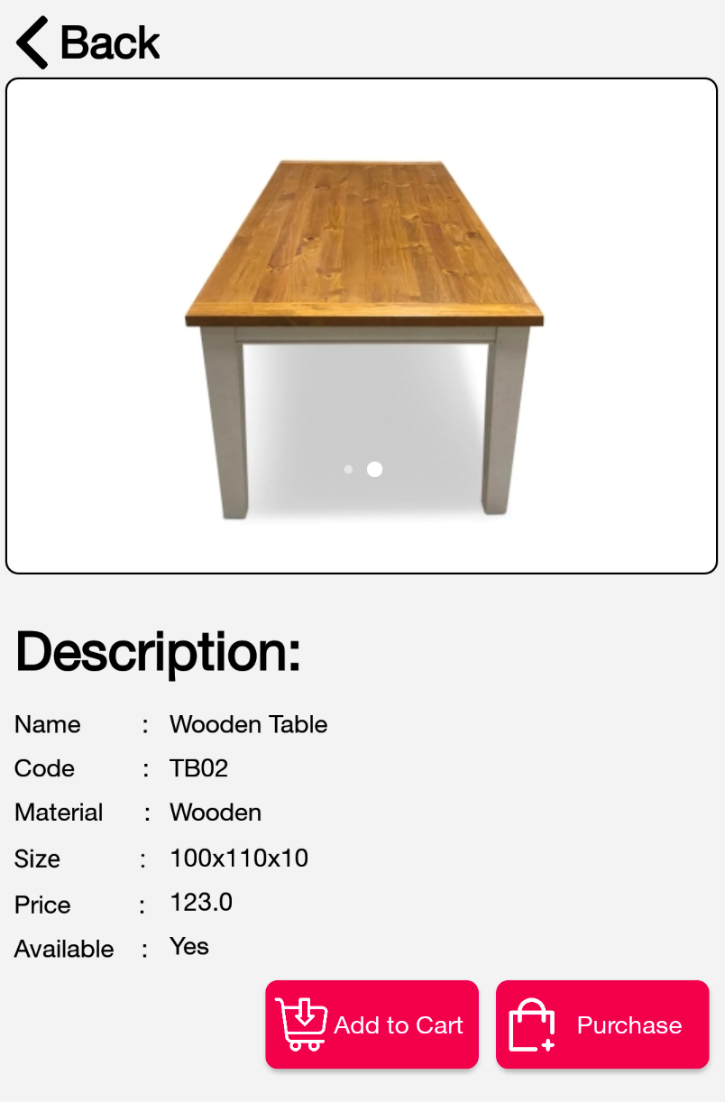 Back
Description:
Name : Wooden Table
Code : TB02
Material : Wooden
Size : 100x110x10
Price : 123.0
Available : Yes
Add to Cart Purchase